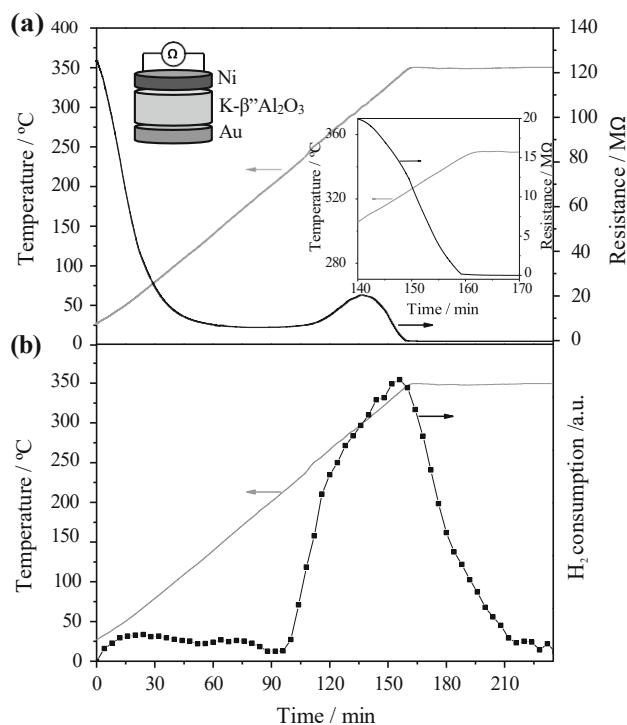 (a)
400
350
300
250
200
150
100
50
0
Temperature / ºC
Ω
Ni
K-β”Al₂O₃
Au
140
120
100
80
60
40
20
0
Resistance / MΩ
360
320
280
Temperature / ºC
20
15
10
5
0
Resistance / MΩ
140 150 160 170
Time / min
(b)
350
300
250
200
150
100
50
0
Temperature / ºC
H₂ consumption /a.u.
0 30 60 90 120 150 180 210
Time / min